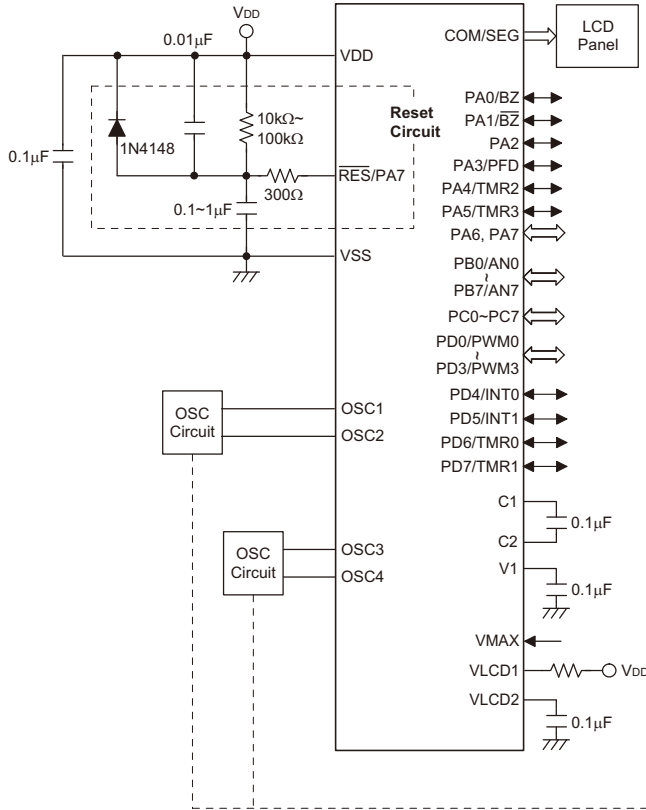 VDD
0.01μF
VDD
COM/SEG
LCD
Panel
Reset
Circuit
10kΩ~
100kΩ
1N4148
0.1μF
300Ω
RES/PA7
0.1~1μF
VSS
PA0/BZ
PA1/BZ
PA2
PA3/PFD
PA4/TMR2
PA5/TMR3
PA6, PA7
PB0/AN0
~
PB7/AN7
PC0~PC7
PD0/PWM0
~
PD3/PWM3
PD4/INT0
PD5/INT1
PD6/TMR0
PD7/TMR1
OSC
Circuit
OSC1
OSC2
OSC
Circuit
OSC3
OSC4
C1
0.1μF
C2
V1
0.1μF
VMAX
VLCD1
VDD
VLCD2
0.1μF